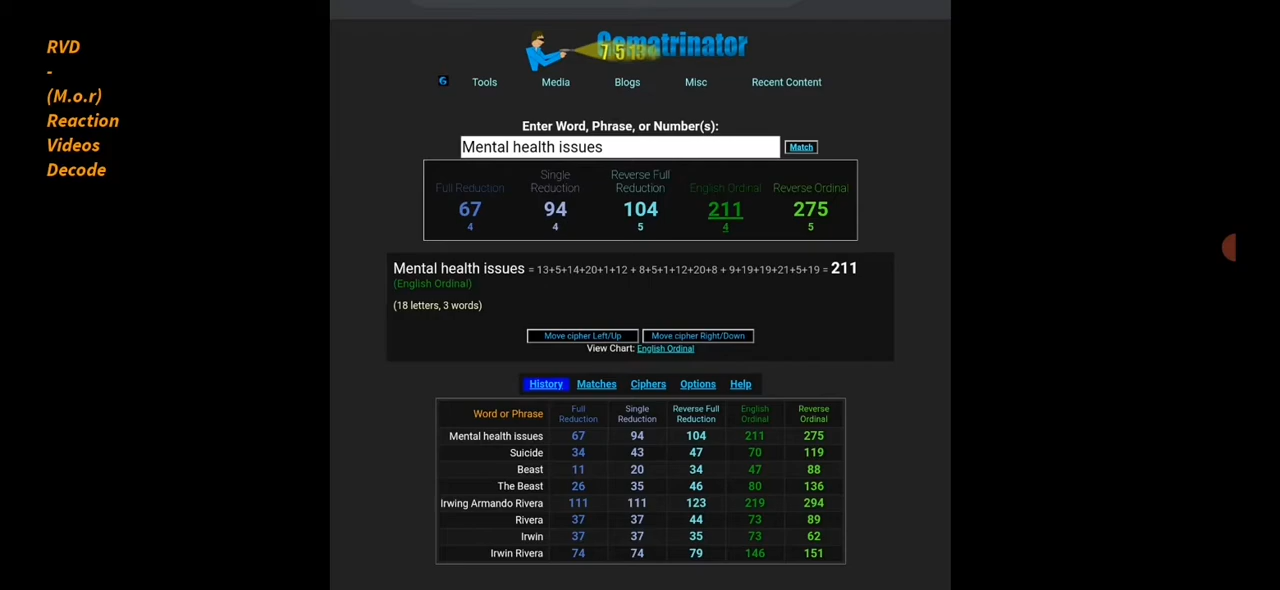 RVD
-
(M.o.r)
Reaction
Videos
Decode
Gematrinator
Tools Media Blogs Misc Recent Content
Enter Word, Phrase, or Number(s):
Mental health issues Match
Full Reduction Single Reduction Reverse Full Reduction English Ordinal Reverse Ordinal
67 94 104 211 275
4 4 5 4 5
Mental health issues = 13+5+14+20+1+12 + 8+5+1+12+20+8 + 9+19+19+21+5+19 = 211
(English Ordinal)
(18 letters, 3 words)
Move cipher Left/Up Move cipher Right/Down
View Chart: English Ordinal
History Matches Ciphers Options Help
Word or Phrase Full Reduction Single Reduction Reverse Full Reduction English Ordinal Reverse Ordinal
Mental health issues 67 94 104 211 275
Suicide 34 43 47 70 119
Beast 11 20 34 47 88
The Beast 26 35 46 80 136
Irwing Armando Rivera 111 111 123 219 294
Rivera 37 37 44 73 89
Irwin 37 37 35 73 62
Irwin Rivera 74 74 79 146 151